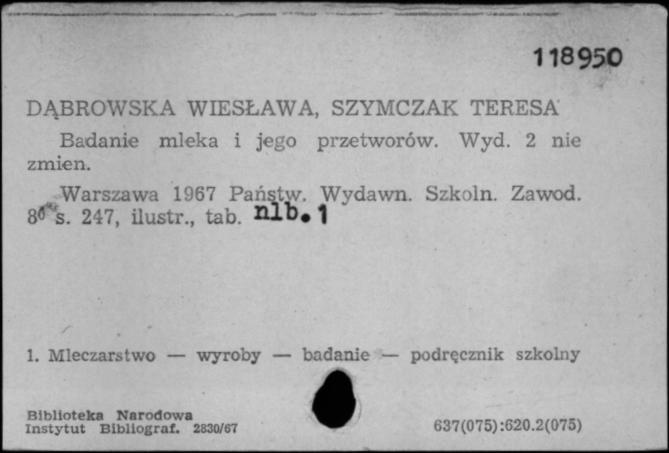 118950
DĄBROWSKA WIESŁAWA, SZYMCZAK TERESA
Badanie mleka i jego przetworów. Wyd. 2 nie
zmien.
Warszawa 1967 Państw. Wydawn. Szkoln. Zawod.
8° s. 247, ilustr., tab. nlb. 1
1. Mleczarstwo — wyroby — badanie — podręcznik szkolny
Biblioteka Narodowa
Instytut Bibliograf. 2830/67
637(075):620.2(075)